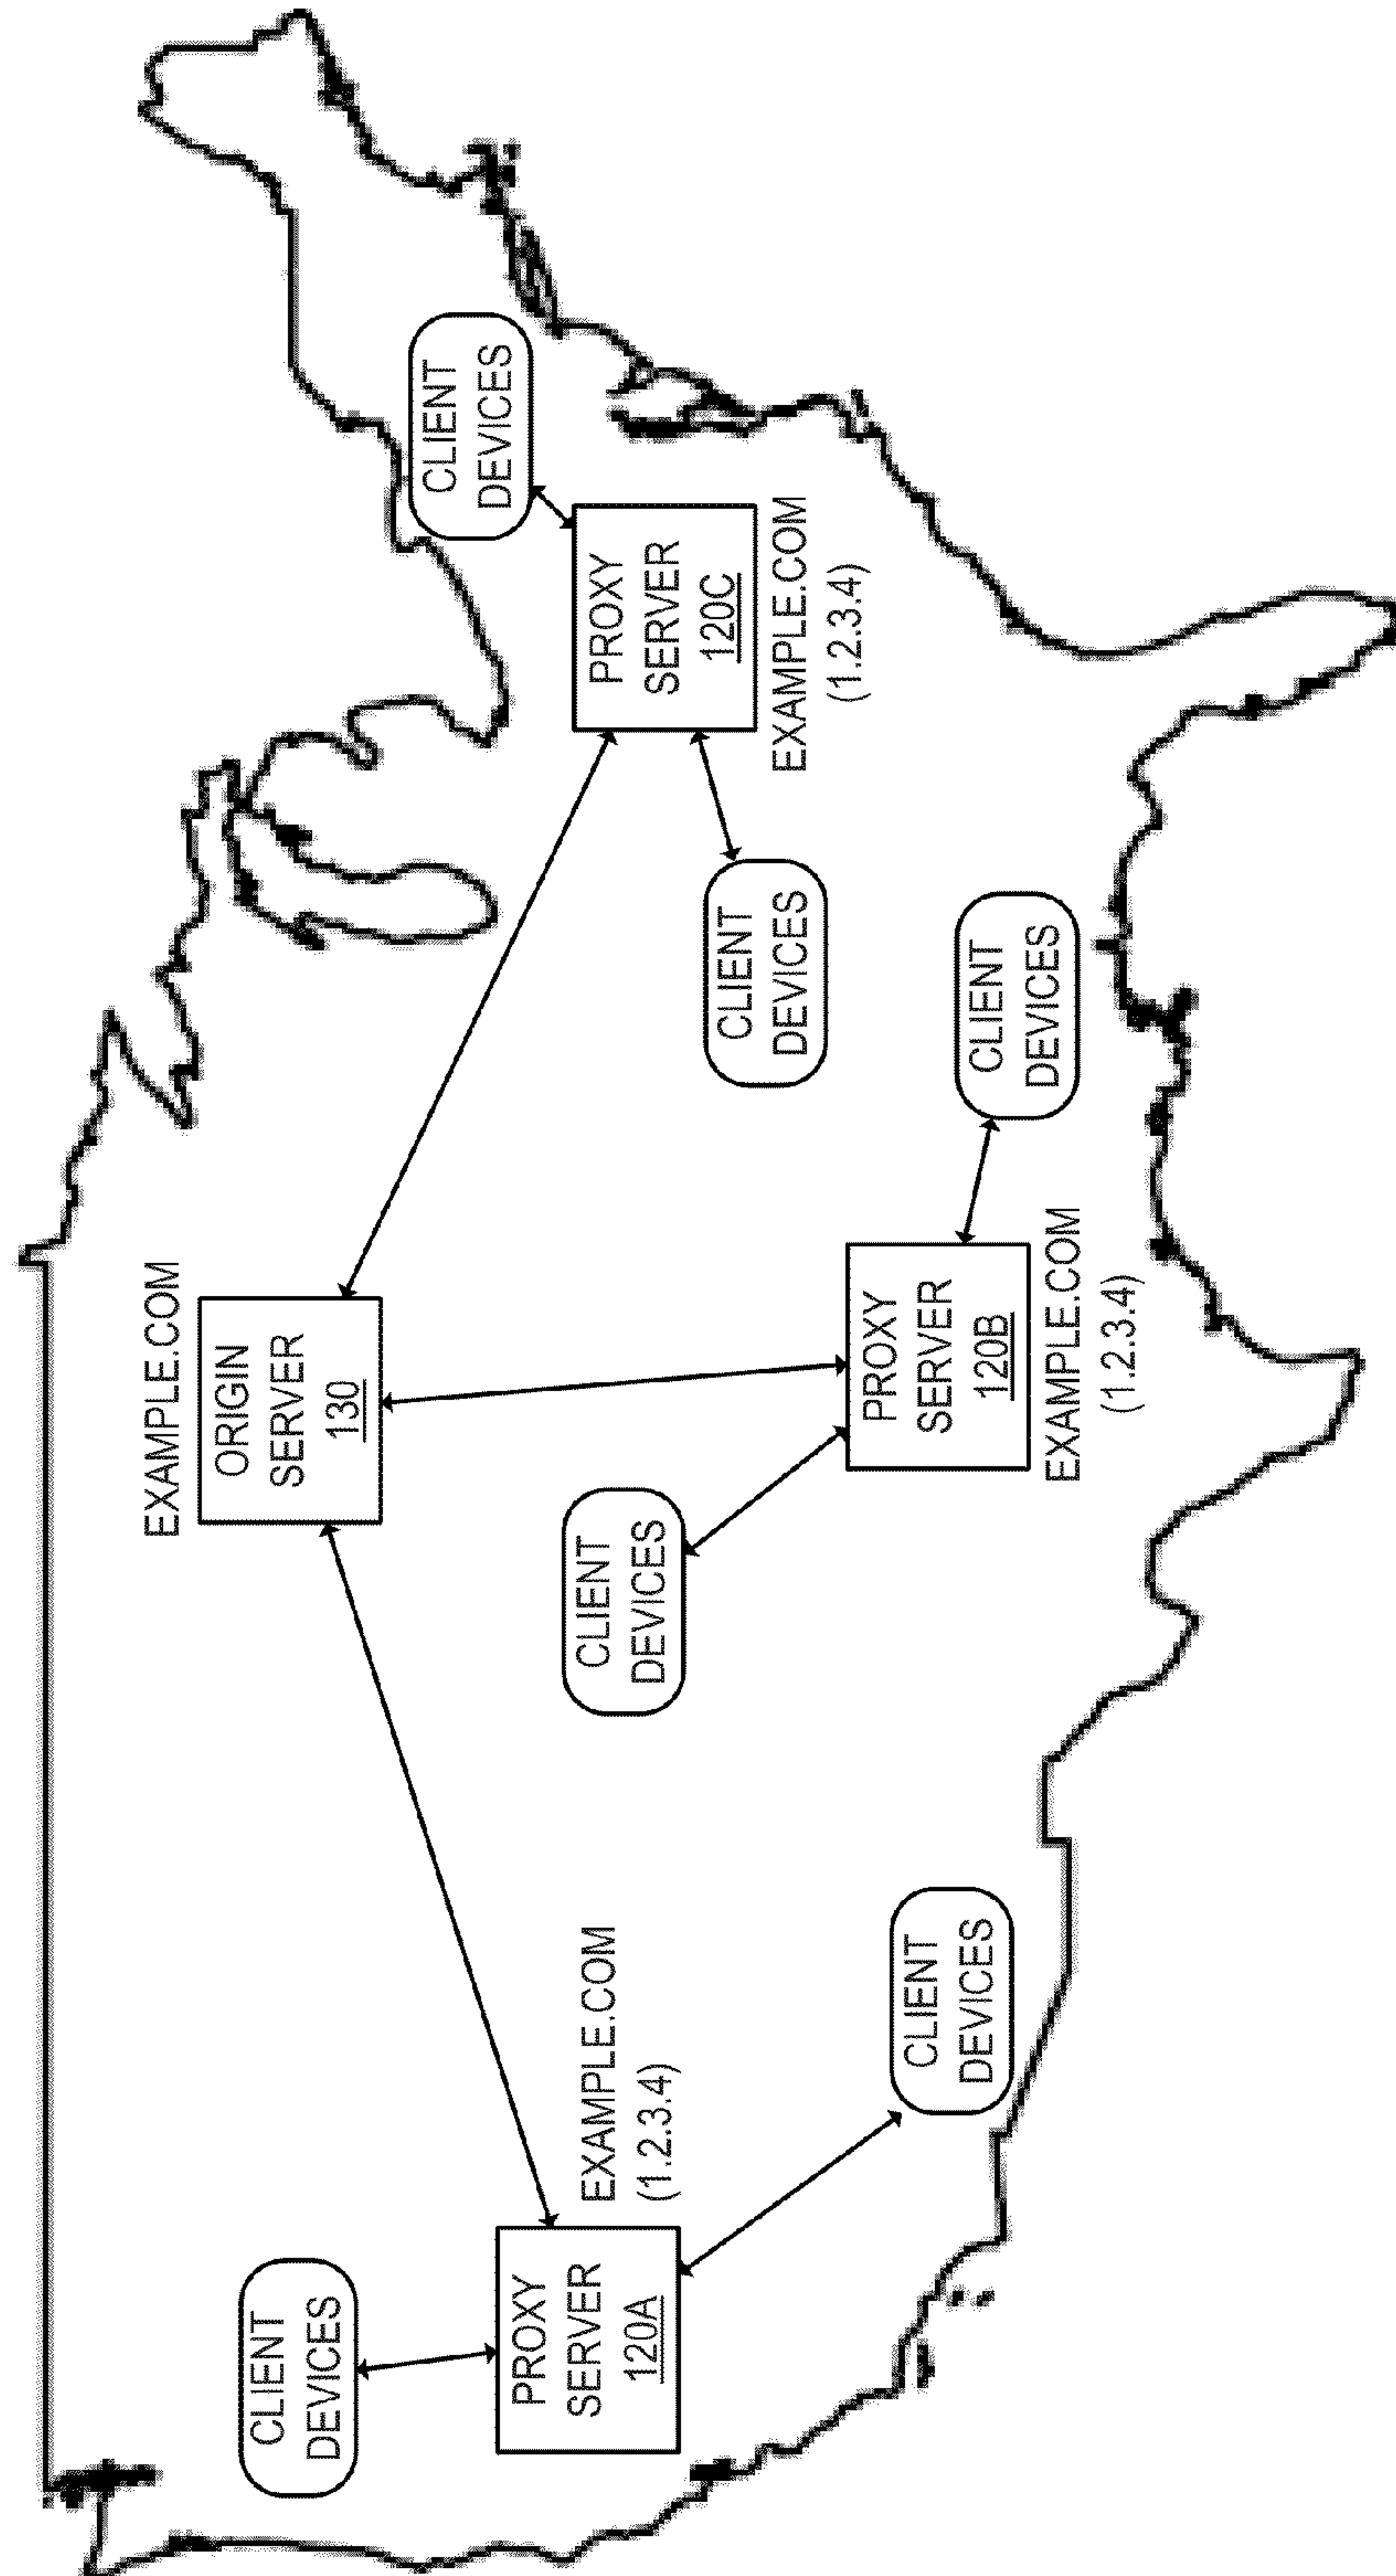 EXAMPLE.COM
ORIGIN
SERVER
130
CLIENT
DEVICES
PROXY
SERVER
120A
EXAMPLE.COM
(1.2.3.4)
CLIENT
DEVICES
CLIENT
DEVICES
PROXY
SERVER
120B
EXAMPLE.COM
(1.2.3.4)
CLIENT
DEVICES
CLIENT
DEVICES
PROXY
SERVER
120C
EXAMPLE.COM
(1.2.3.4)
CLIENT
DEVICES